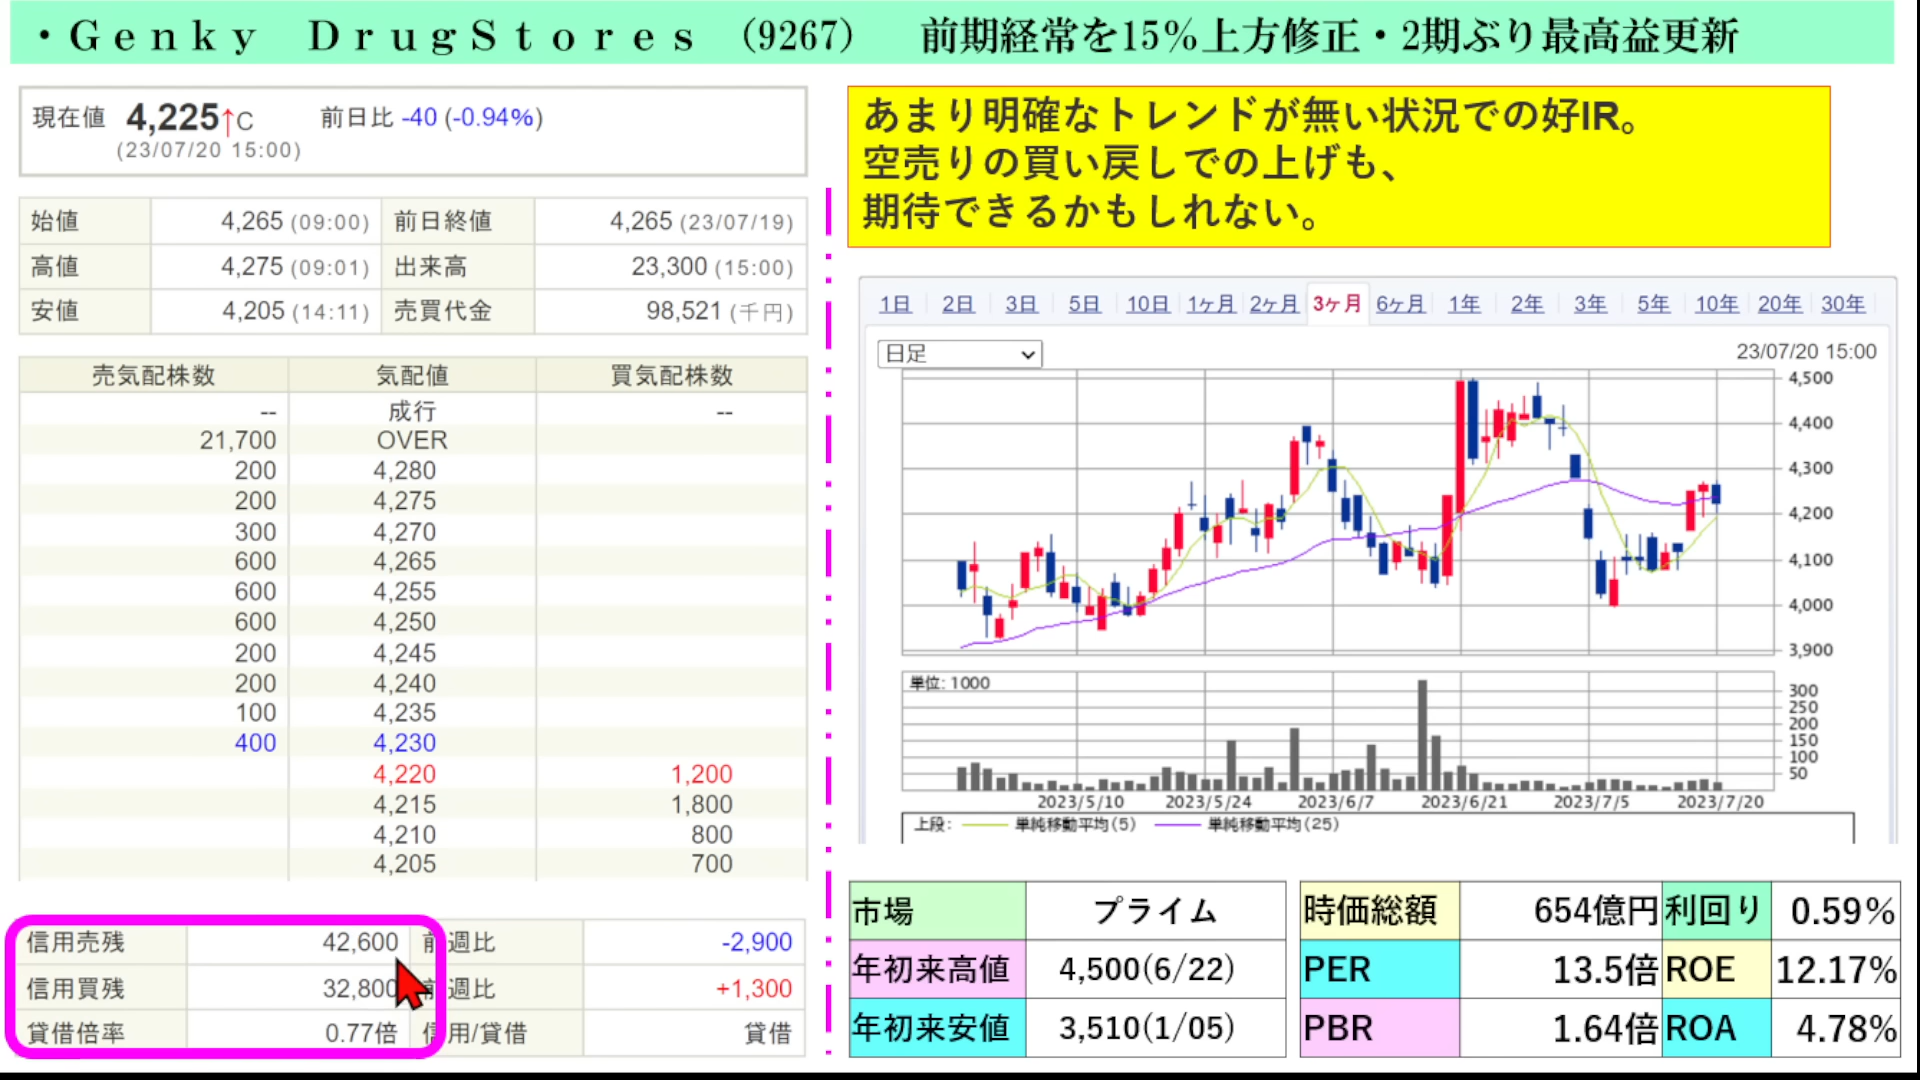 ・Ｇｅｎｋｙ　ＤｒｕｇＳｔｏｒｅｓ　(9267)　前期経常を15%上方修正・2期ぶり最高益更新
現在値 4,225↑C 前日比 -40 (-0.94%)
(23/07/20 15:00)
始値 4,265 (09:00) 前日終値 4,265 (23/07/19)
高値 4,275 (09:01) 出来高 23,300 (15:00)
安値 4,205 (14:11) 売買代金 98,521 (千円)
売気配株数 気配値 買気配株数
-- 成行 --
21,700 OVER
200 4,280
200 4,275
300 4,270
600 4,265
600 4,255
600 4,250
200 4,245
200 4,240
100 4,235
400 4,230
4,220 1,200
4,215 1,800
4,210 800
4,205 700
信用売残 42,600 前週比 -2,900
信用買残 32,800 前週比 +1,300
貸借倍率 0.77倍 信用/貸借 貸借
あまり明確なトレンドが無い状況での好IR。
空売りの買い戻しでの上げも、
期待できるかもしれない。
1日 2日 3日 5日 10日 1ヶ月 2ヶ月 3ヶ月 6ヶ月 1年 2年 3年 5年 10年 20年 30年
日足 23/07/20 15:00
4,500
4,400
4,300
4,200
4,100
4,000
3,900
単位: 1000
300
250
200
150
100
50
2023/5/10 2023/5/24 2023/6/7 2023/6/21 2023/7/5 2023/7/20
上段: 単純移動平均(5) 単純移動平均(25)
市場 プライム 時価総額 654億円 利回り 0.59%
年初来高値 4,500(6/22) PER 13.5倍 ROE 12.17%
年初来安値 3,510(1/05) PBR 1.64倍 ROA 4.78%